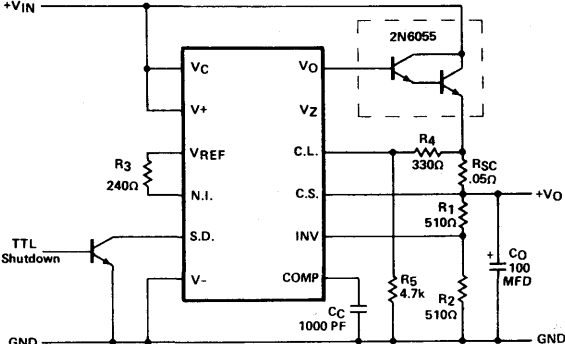 +VIN
2N6055
VC
VO
V+
VZ
R4
330Ω
VREF
C.L.
R3
240Ω
RSC
.05Ω
N.I.
C.S.
+VO
R1
510Ω
TTL
Shutdown
S.D.
INV
+
CO
100
MFD
V–
COMP
R5
4.7k
R2
510Ω
CC
1000 PF
GND
GND